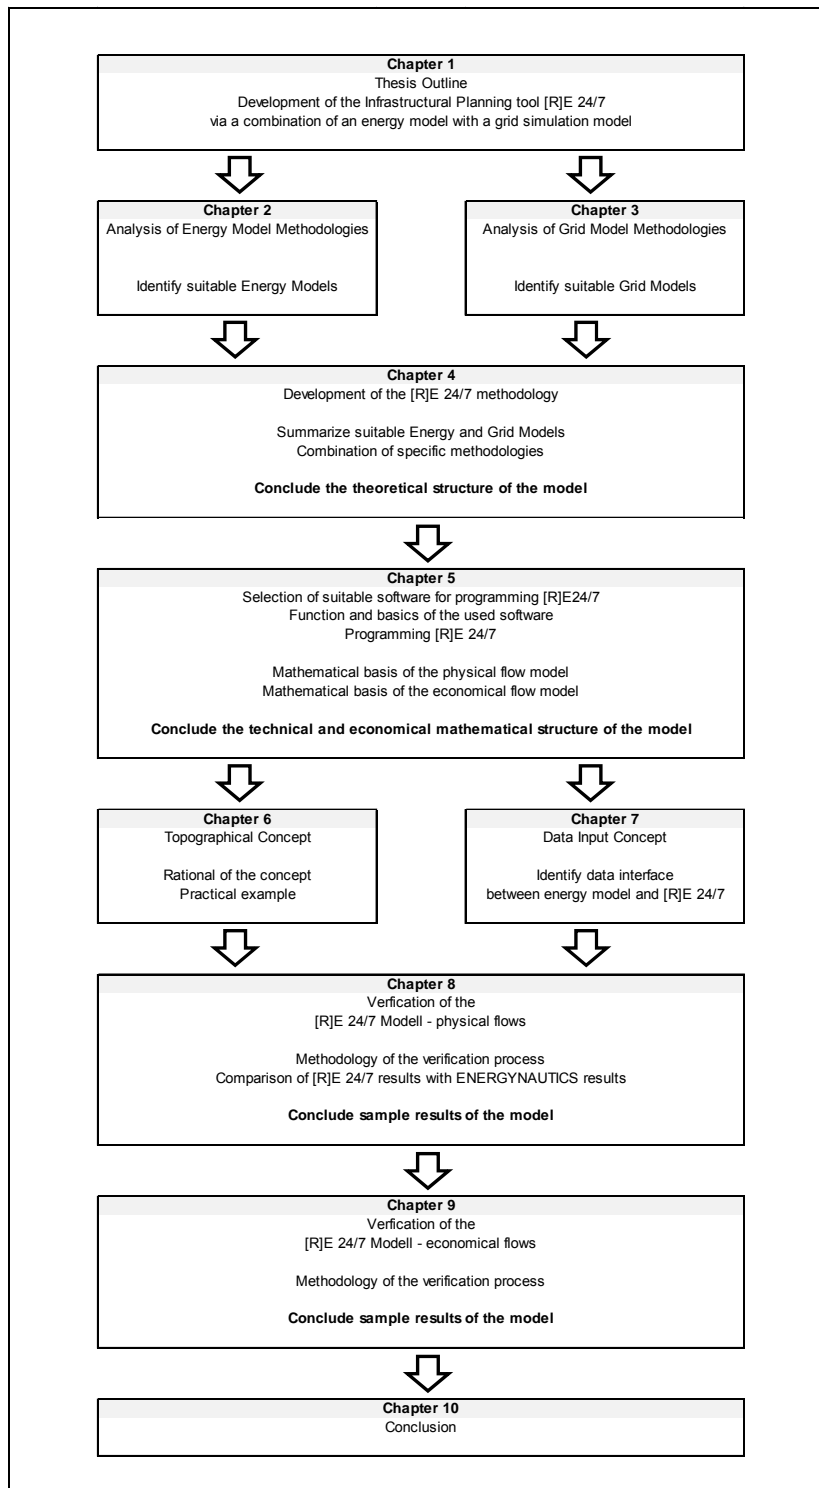 Chapter 1
Thesis Outline
Development of the Infrastructural Planning tool [R]E 24/7
via a combination of an energy model with a grid simulation model
Chapter 2
Analysis of Energy Model Methodologies
Identify suitable Energy Models
Chapter 3
Analysis of Grid Model Methodologies
Identify suitable Grid Models
Chapter 4
Development of the [R]E 24/7 methodology
Summarize suitable Energy and Grid Models
Combination of specific methodologies
Conclude the theoretical structure of the model
Chapter 5
Selection of suitable software for programming [R]E24/7
Function and basics of the used software
Programming [R]E 24/7
Mathematical basis of the physical flow model
Mathematical basis of the economical flow model
Conclude the technical and economical mathematical structure of the model
Chapter 6
Topographical Concept
Rational of the concept
Practical example
Chapter 7
Data Input Concept
Identify data interface
between energy model and [R]E 24/7
Chapter 8
Verfication of the
[R]E 24/7 Modell - physical flows
Methodology of the verification process
Comparison of [R]E 24/7 results with ENERGYNAUTICS results
Conclude sample results of the model
Chapter 9
Verfication of the
[R]E 24/7 Modell - economical flows
Methodology of the verification process
Conclude sample results of the model
Chapter 10
Conclusion